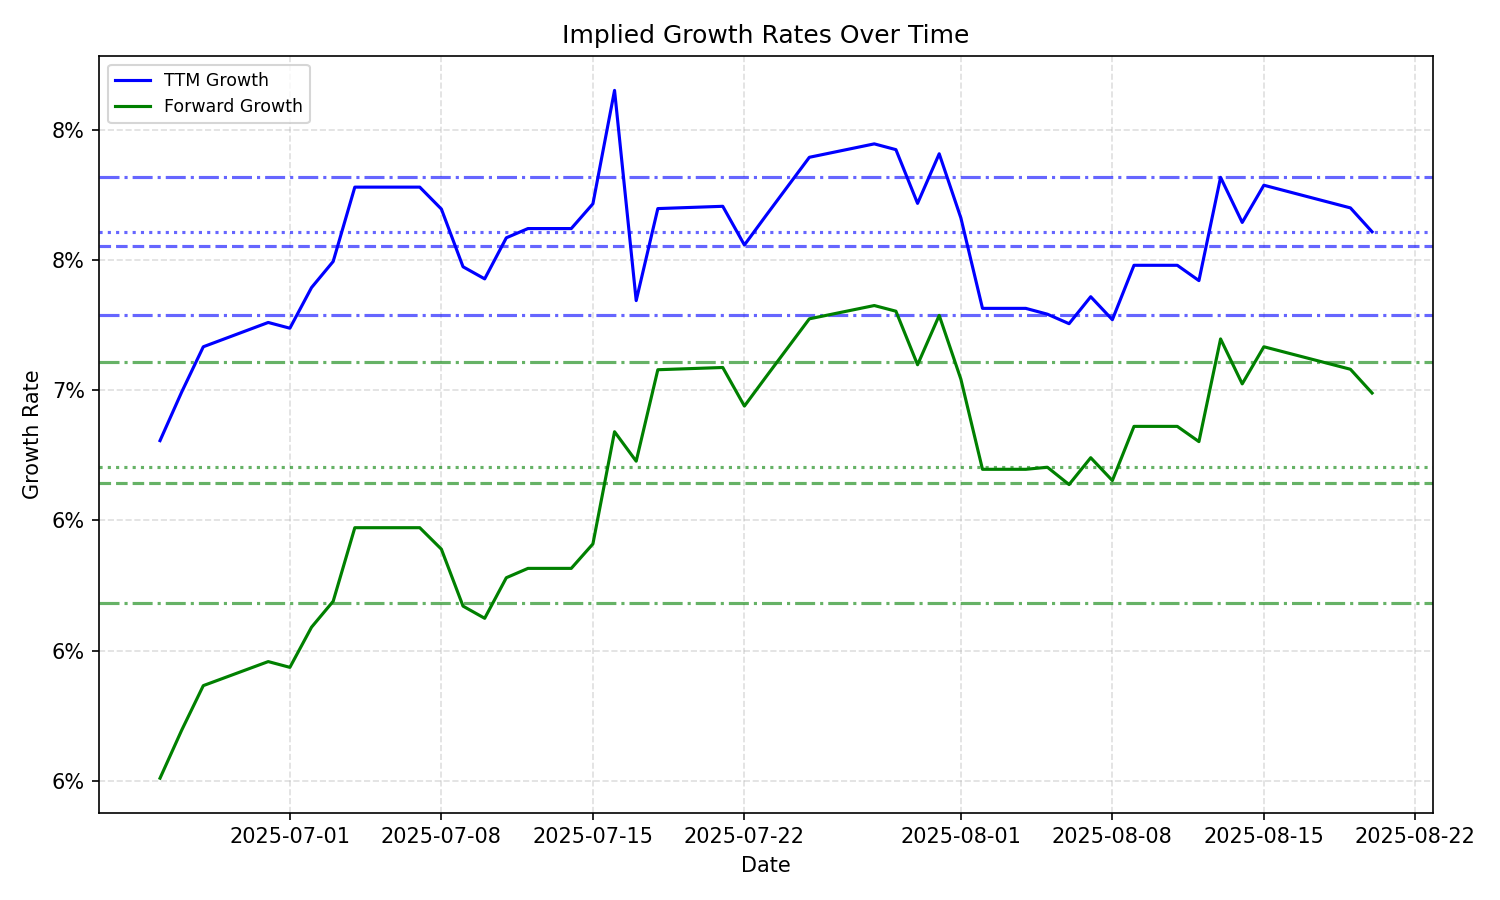 Implied Growth Rates Over Time
TTM Growth
Forward Growth
8%
8%
7%
6%
6%
6%
Growth Rate
2025-07-01
2025-07-08
2025-07-15
2025-07-22
2025-08-01
2025-08-08
2025-08-15
2025-08-22
Date